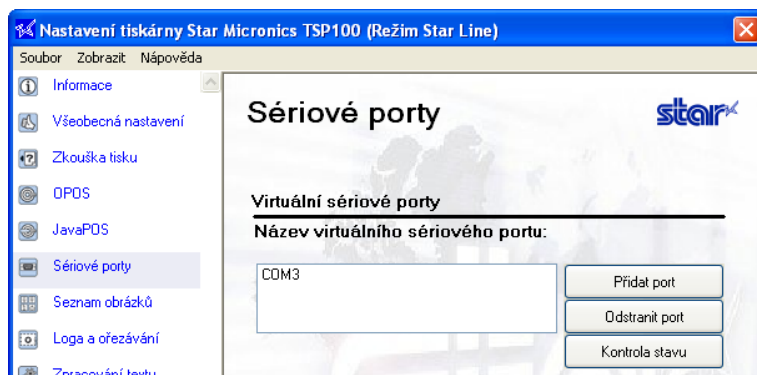 Nastavení tiskárny Star Micronics TSP100 (Režim Star Line)
Soubor Zobrazit Nápověda
Informace
Všeobecná nastavení
Zkouška tisku
OPOS
JavaPOS
Sériové porty
Seznam obrázků
Loga a ořezávání
Zpracování textu
Sériové porty
star
Virtuální sériové porty
Název virtuálního sériového portu:
COM3
Přidat port
Odstranit port
Kontrola stavu